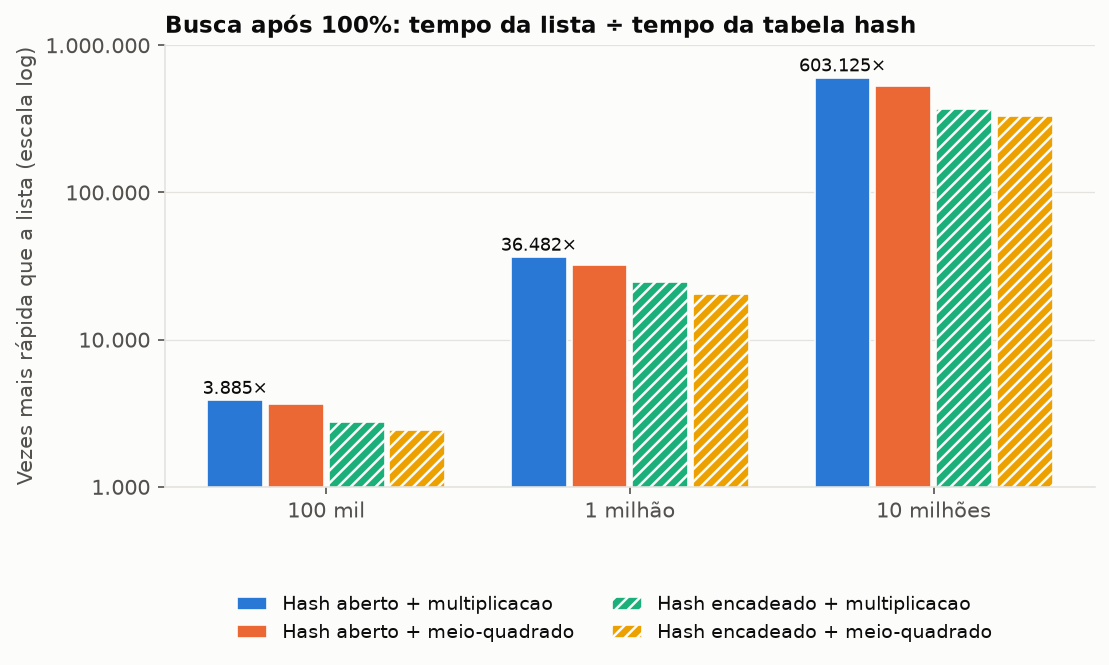 Busca após 100%: tempo da lista ÷ tempo da tabela hash
Vezes mais rápida que a lista (escala log)
1.000.000
100.000
10.000
1.000
3.885×
36.482×
603.125×
100 mil
1 milhão
10 milhões
Hash aberto + multiplicacao
Hash aberto + meio-quadrado
Hash encadeado + multiplicacao
Hash encadeado + meio-quadrado